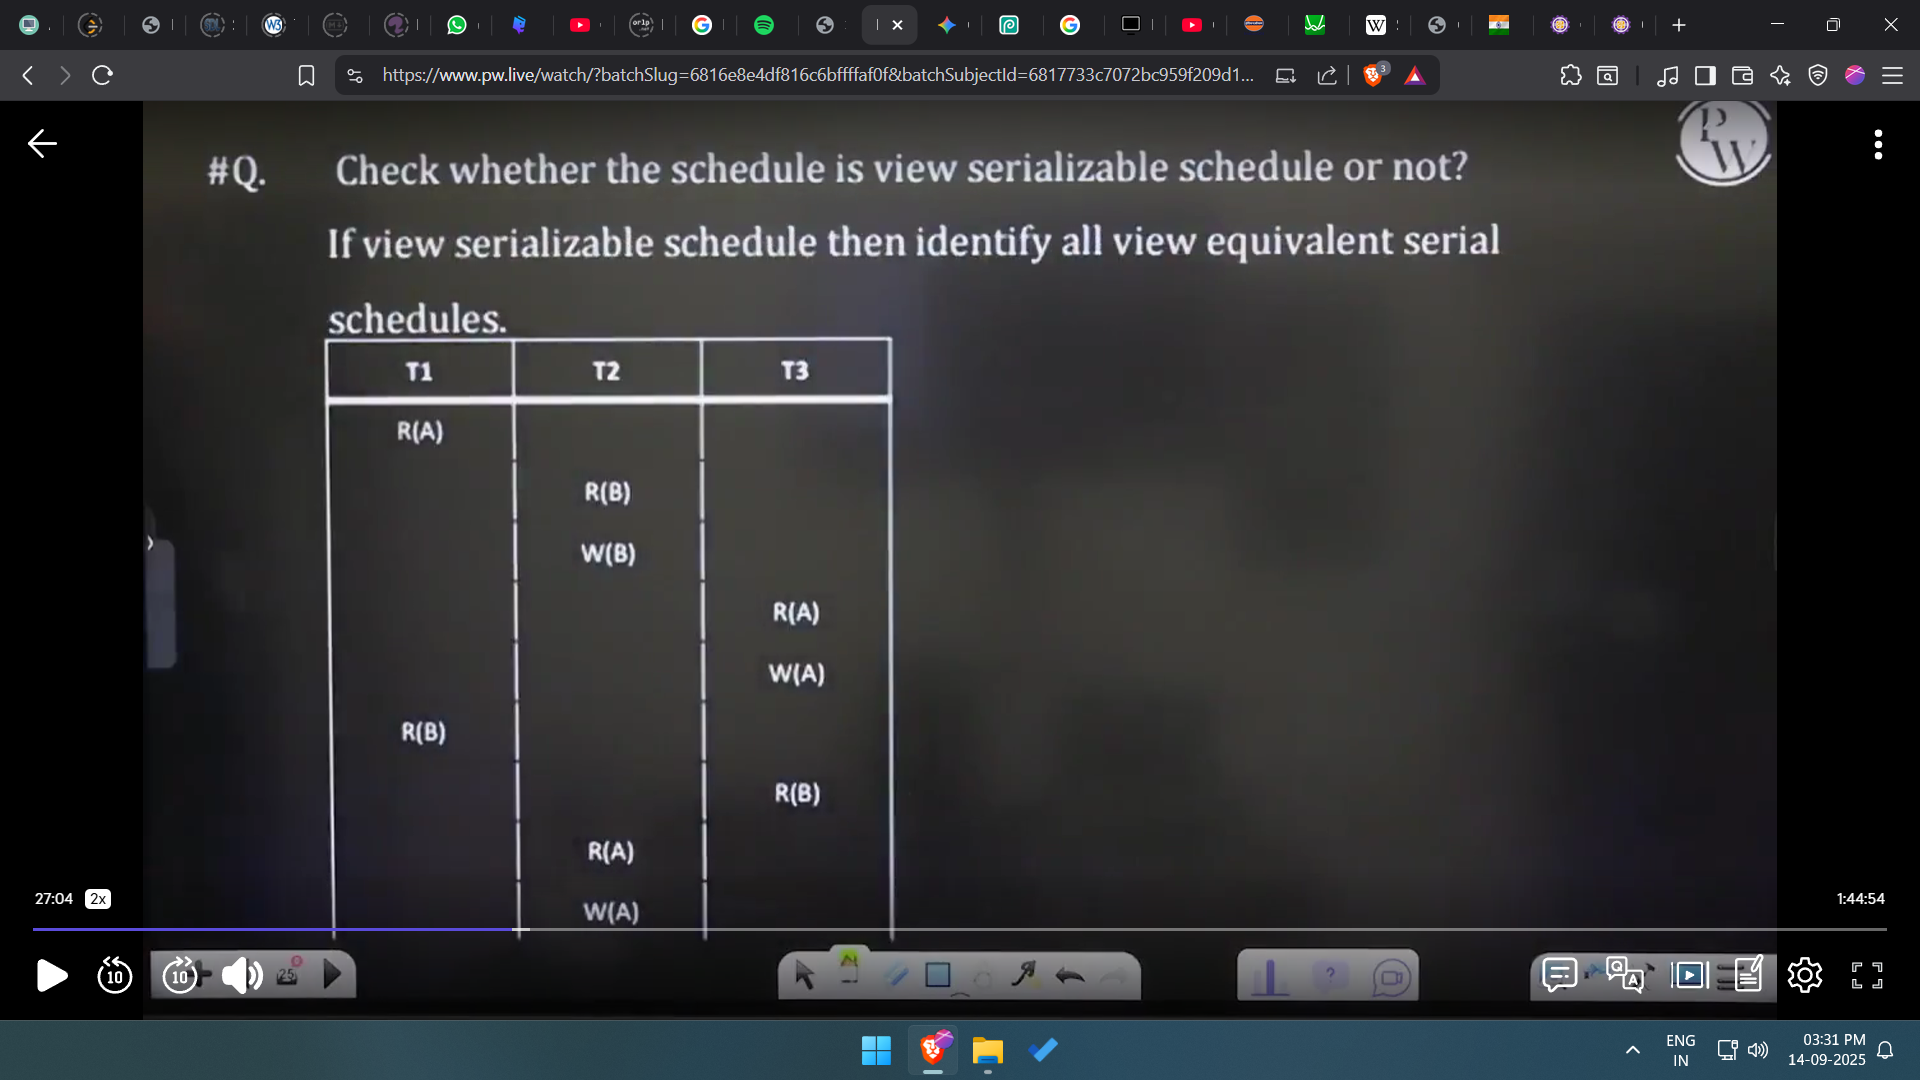 https://www.pw.live/watch/?batchSlug=6816e8e4df816c6bffffaf0f&batchSubjectId=6817733c7072bc959f209d1...
3
PW
#Q. Check whether the schedule is view serializable schedule or not?
If view serializable schedule then identify all view equivalent serial
schedules.
T1 T2 T3
R(A)
R(B)
W(B)
R(A)
W(A)
R(B)
R(B)
R(A)
W(A)
27:04 2x 1:44:54
10 10 25
ENG
IN
03:31 PM
14-09-2025